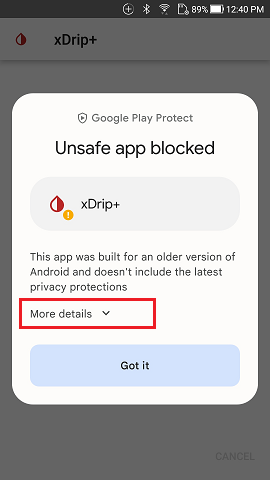 89% 12:40 PM
xDrip+
Google Play Protect
Unsafe app blocked
xDrip+
This app was built for an older version of
Android and doesn't include the latest
privacy protections
More details
Got it
CANCEL